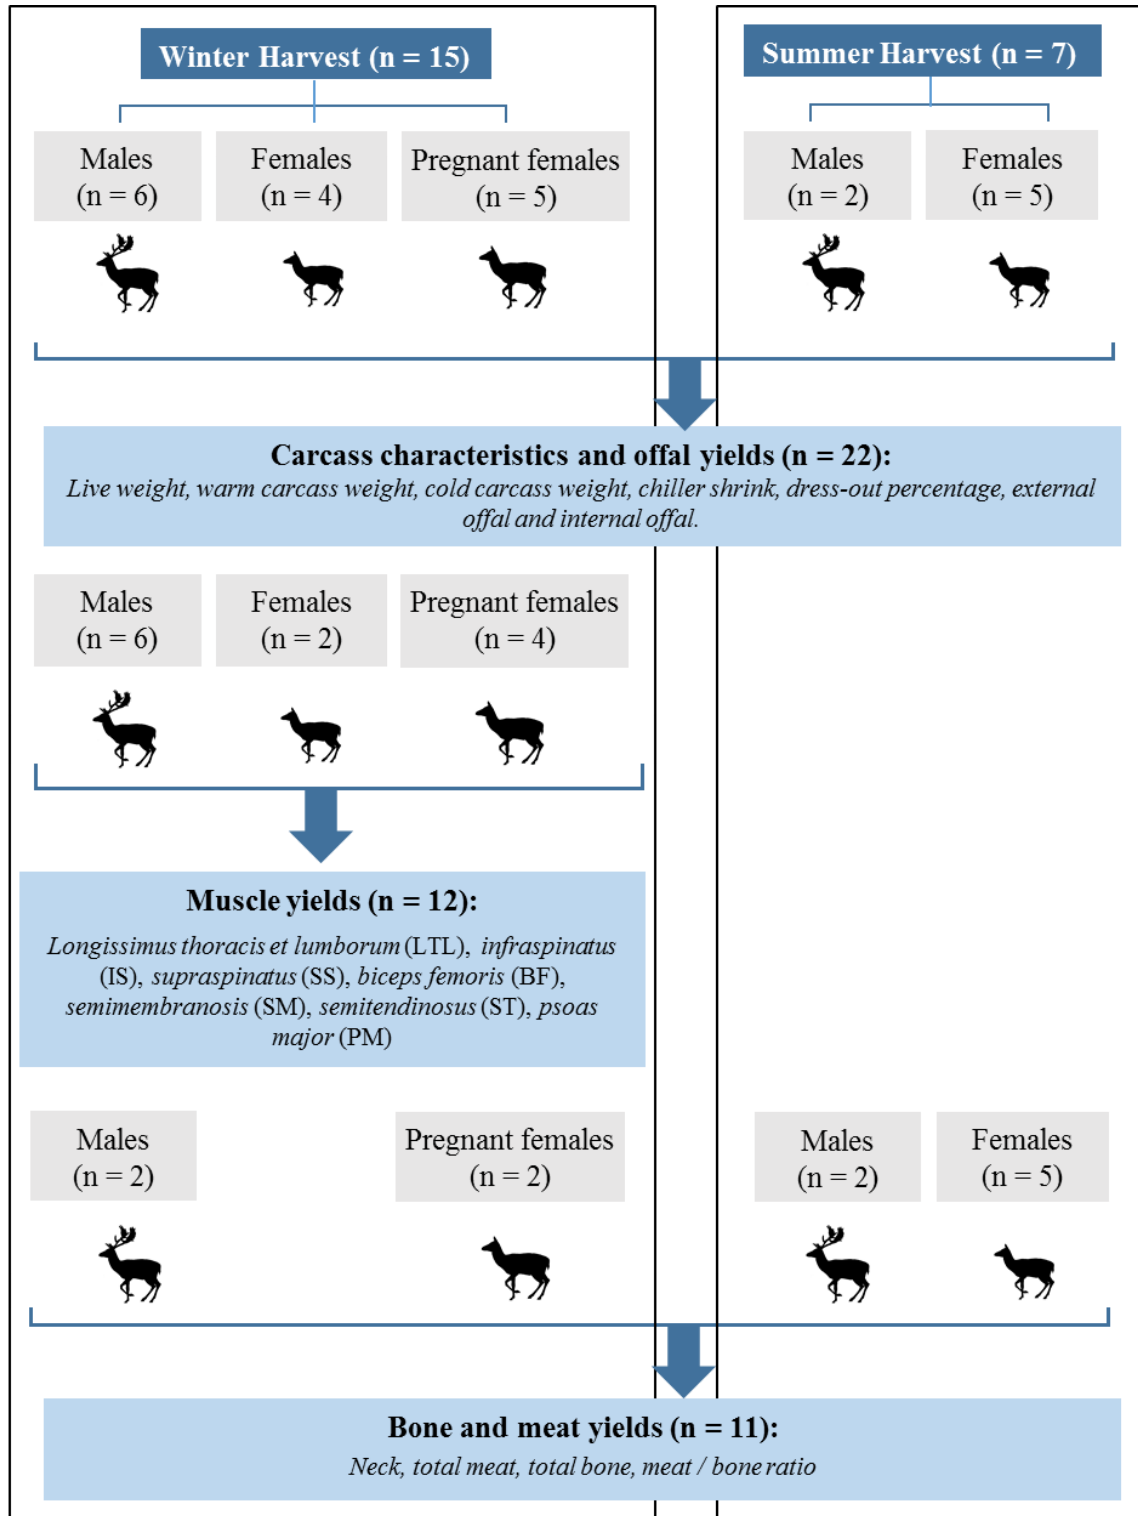 Winter Harvest (n = 15)
Summer Harvest (n = 7)
Males
(n = 6)
Females
(n = 4)
Pregnant females
(n = 5)
Males
(n = 2)
Females
(n = 5)
Carcass characteristics and offal yields (n = 22):
Live weight, warm carcass weight, cold carcass weight, chiller shrink, dress-out percentage, external
offal and internal offal.
Males
(n = 6)
Females
(n = 2)
Pregnant females
(n = 4)
Muscle yields (n = 12):
Longissimus thoracis et lumborum (LTL), infraspinatus
(IS), supraspinatus (SS), biceps femoris (BF),
semimembranosis (SM), semitendinosus (ST), psoas
major (PM)
Males
(n = 2)
Pregnant females
(n = 2)
Males
(n = 2)
Females
(n = 5)
Bone and meat yields (n = 11):
Neck, total meat, total bone, meat / bone ratio